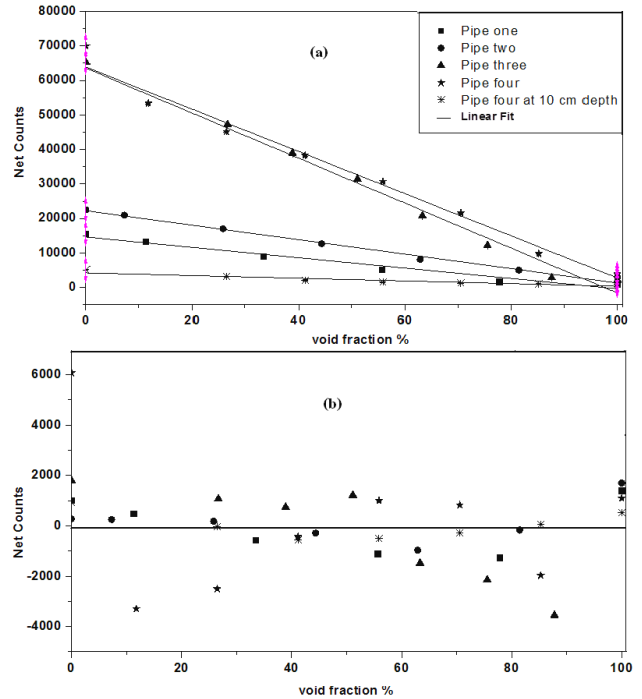 80000
70000
60000
50000
40000
30000
20000
10000
0
Net Counts
(a)
Pipe one
Pipe two
Pipe three
Pipe four
Pipe four at 10 cm depth
Linear Fit
0 20 40 60 80 100
void fraction %
6000
4000
2000
0
-2000
-4000
Net Counts
(b)
0 20 40 60 80 100
void fraction %